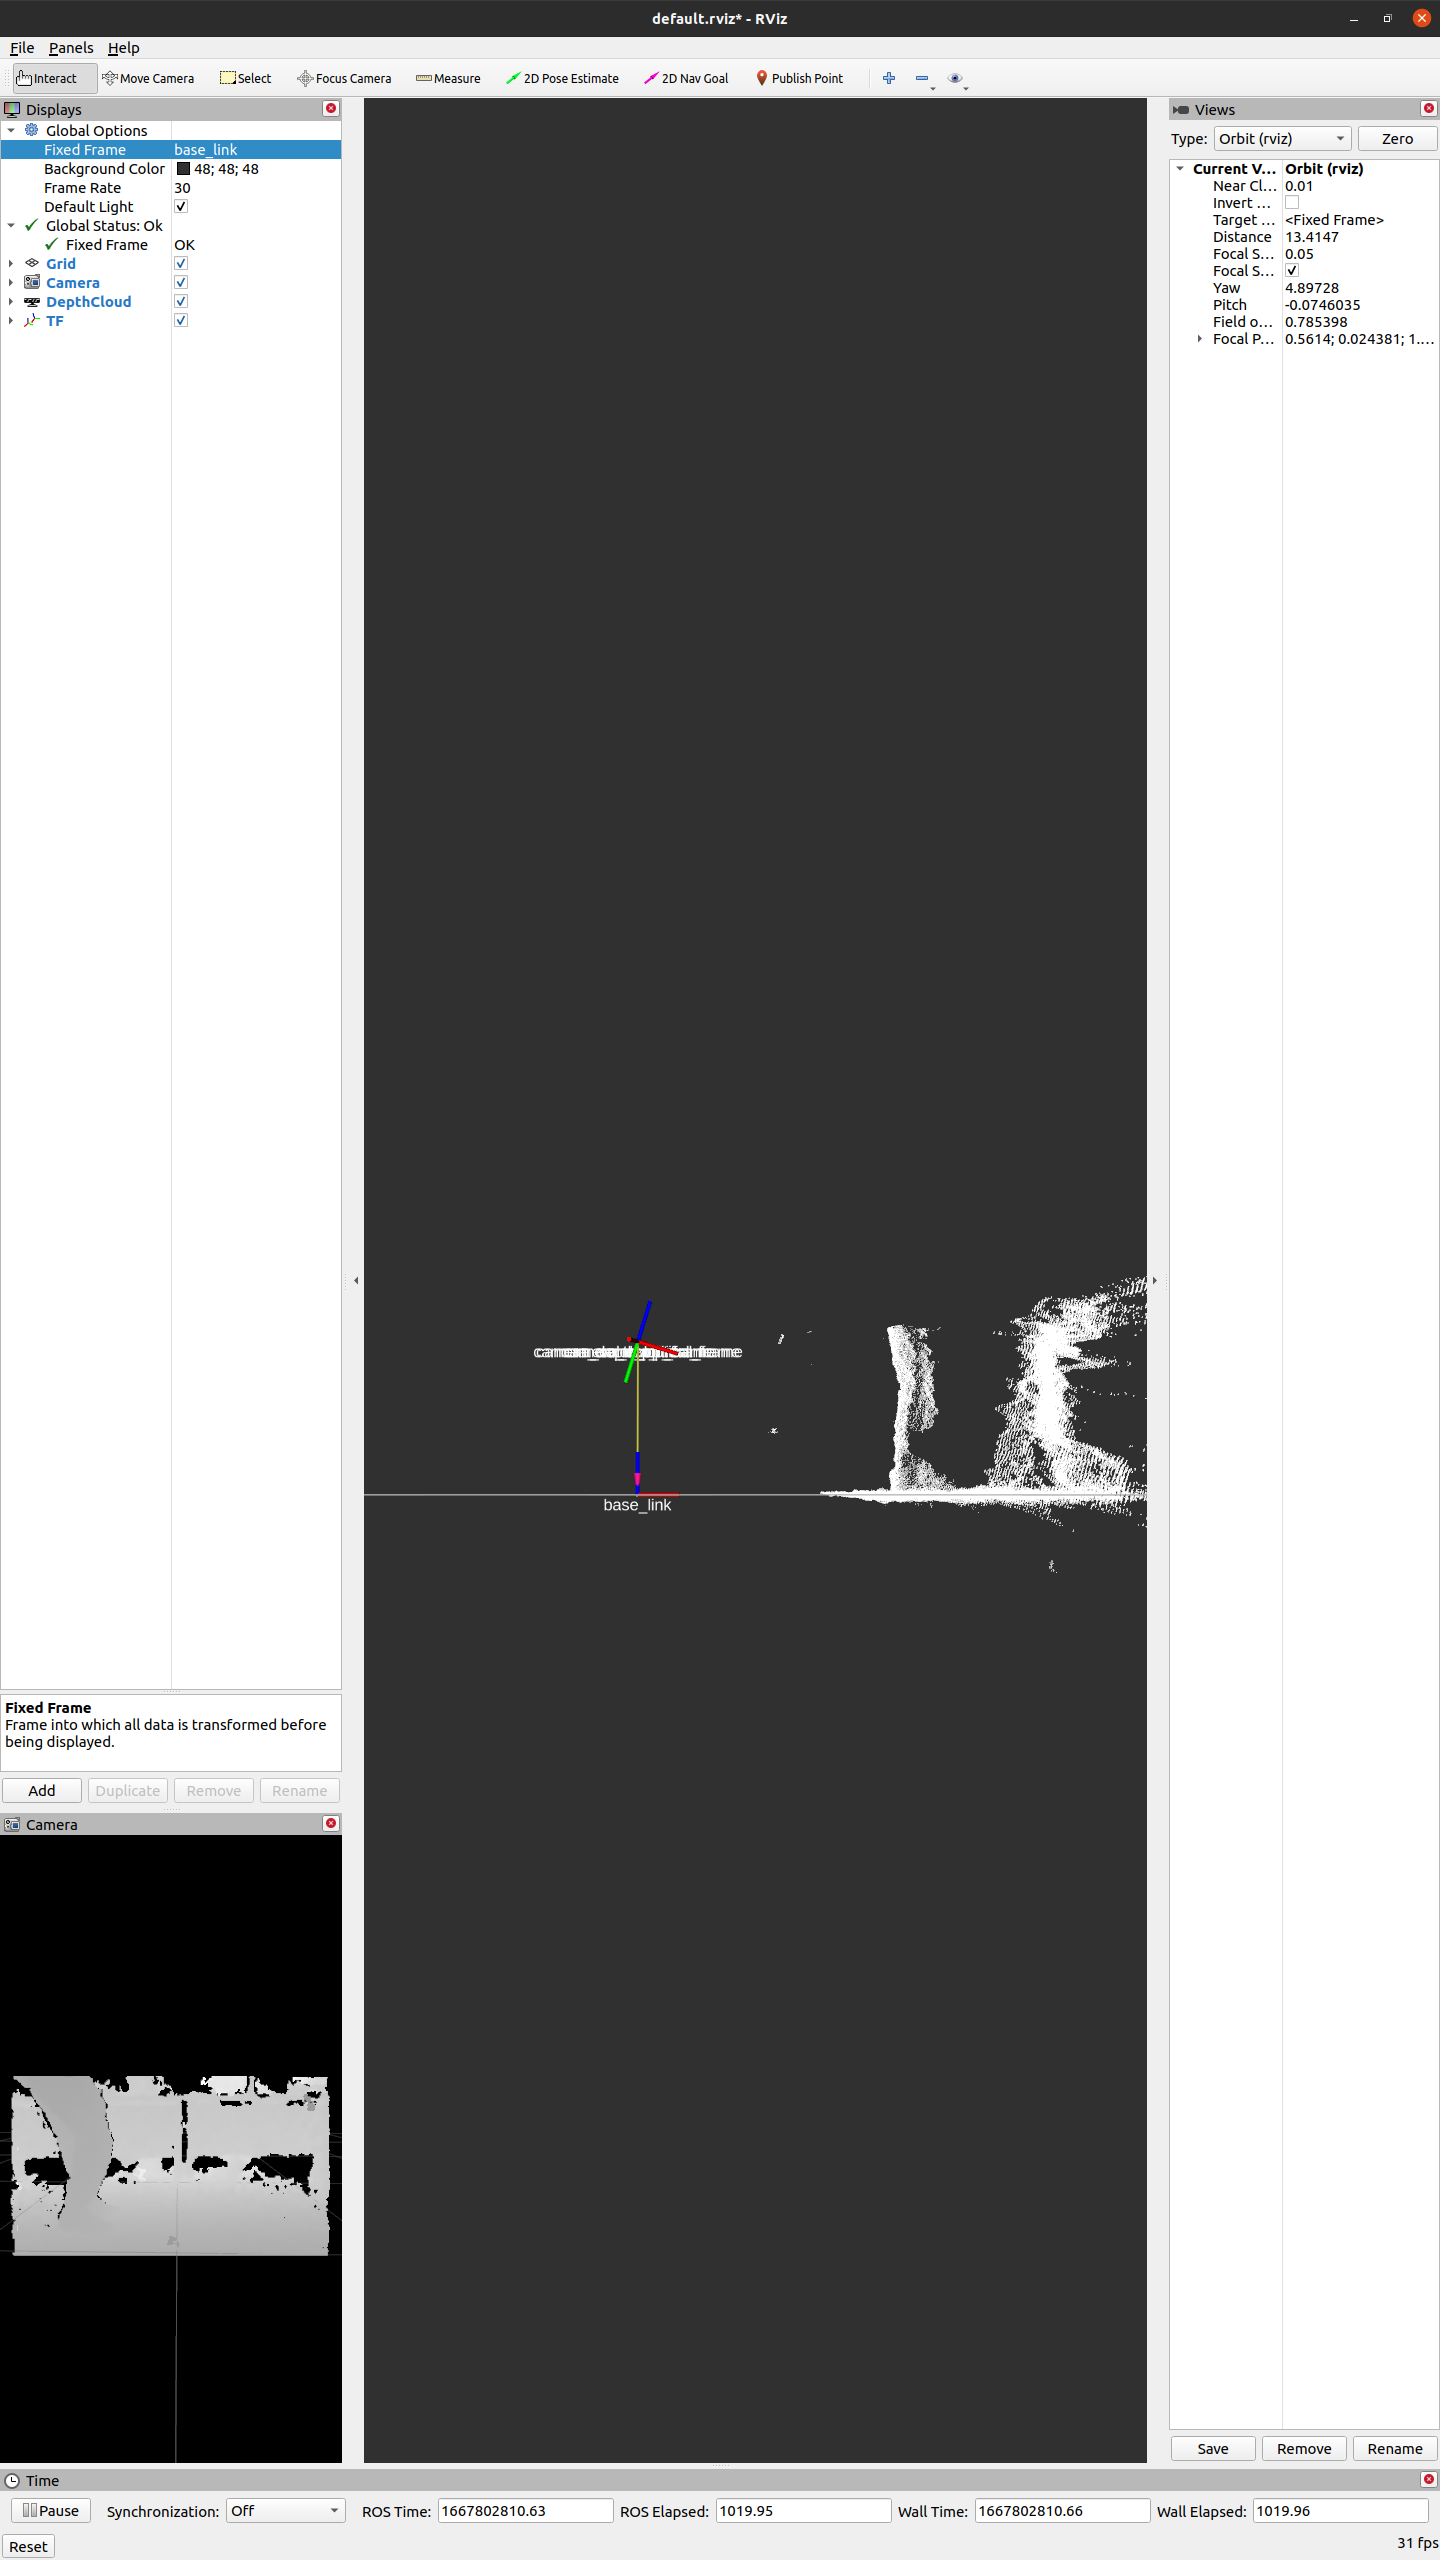 default.rviz* - RViz
File Panels Help
Interact Move Camera Select Focus Camera Measure 2D Pose Estimate 2D Nav Goal Publish Point
Displays
Global Options
Fixed Frame base_link
Background Color 48; 48; 48
Frame Rate 30
Default Light
Global Status: Ok
Fixed Frame OK
Grid
Camera
DepthCloud
TF
Fixed Frame
Frame into which all data is transformed before
being displayed.
Add Duplicate Remove Rename
Camera
base_link
Views
Type: Orbit (rviz) Zero
Current V... Orbit (rviz)
Near Cl... 0.01
Invert ...
Target ... <Fixed Frame>
Distance 13.4147
Focal S... 0.05
Focal S...
Yaw 4.89728
Pitch -0.0746035
Field o... 0.785398
Focal P... 0.5614; 0.024381; 1....
Save Remove Rename
Time
Pause Synchronization: Off ROS Time: 1667802810.63 ROS Elapsed: 1019.95 Wall Time: 1667802810.66 Wall Elapsed: 1019.96
Reset 31 fps